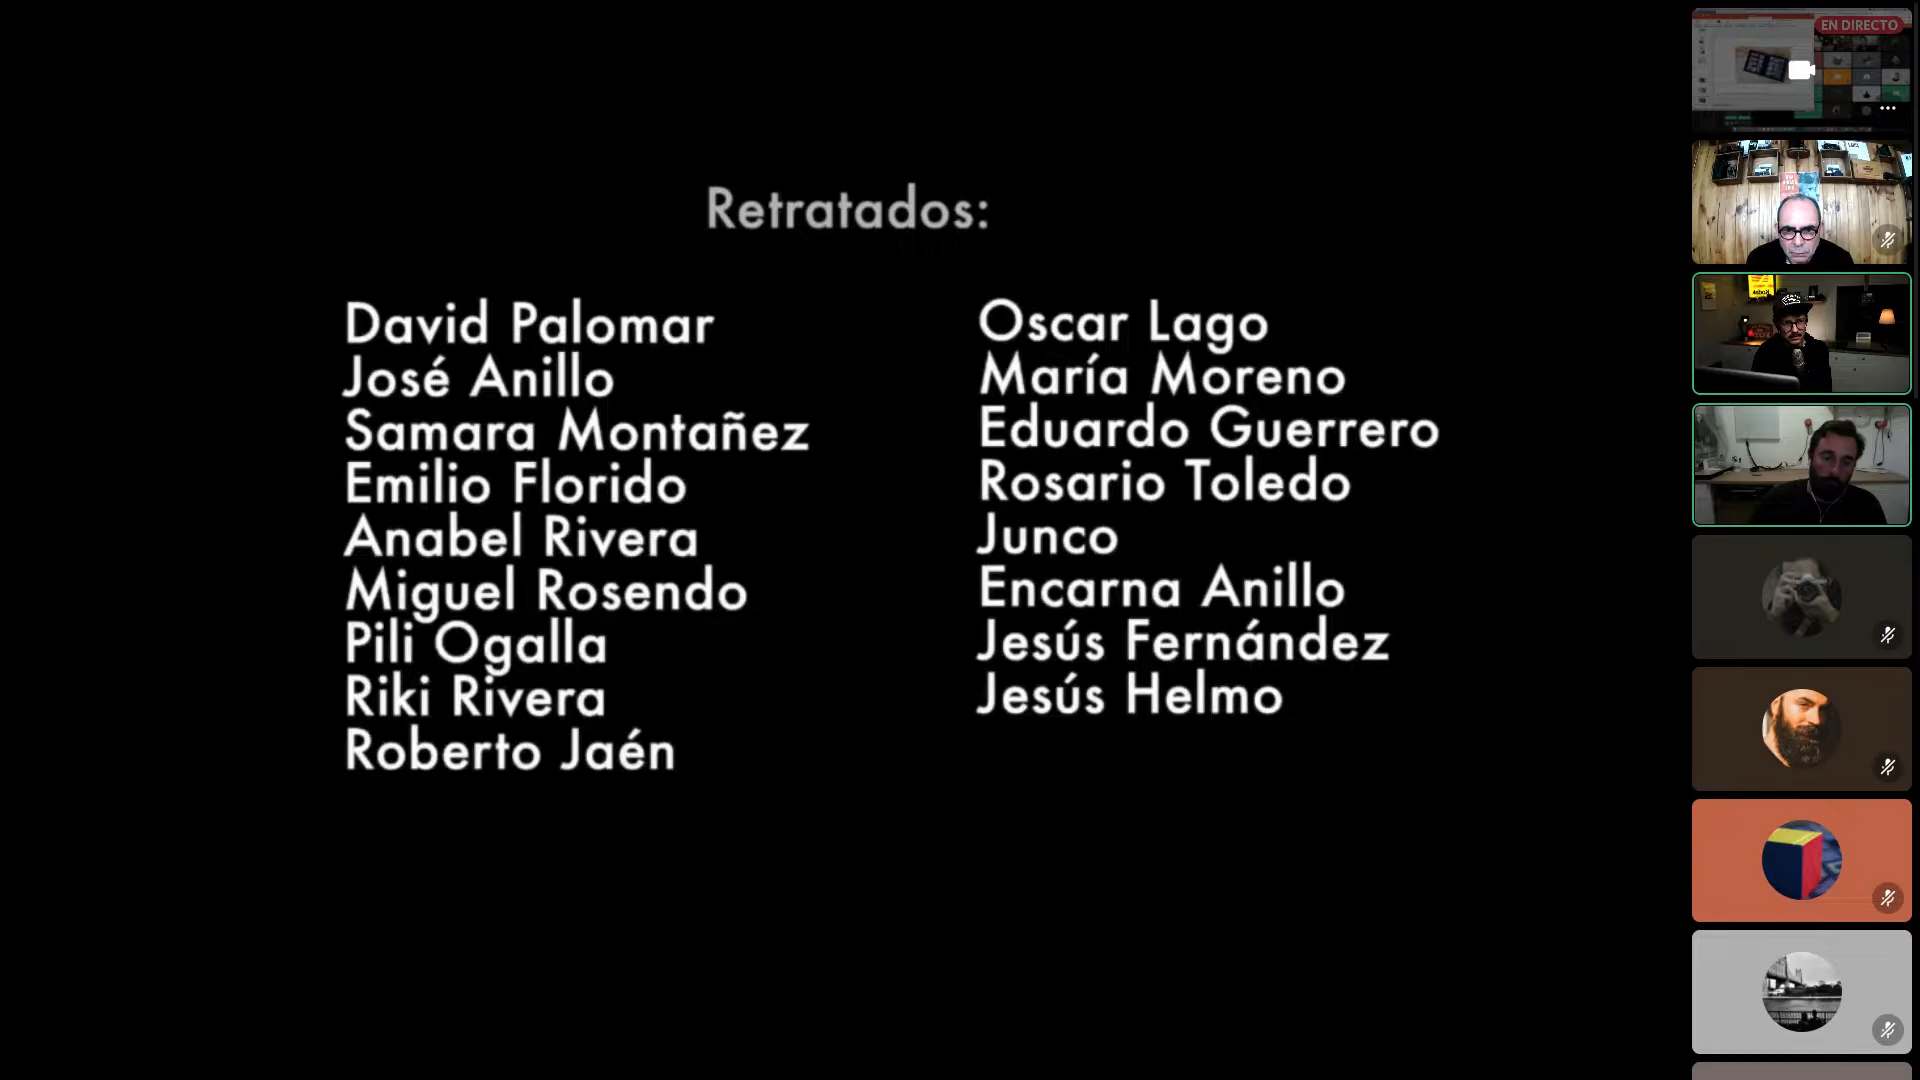 Retratados:
David Palomar
José Anillo
Samara Montañez
Emilio Florido
Anabel Rivera
Miguel Rosendo
Pili Ogalla
Riki Rivera
Roberto Jaén
Oscar Lago
María Moreno
Eduardo Guerrero
Rosario Toledo
Junco
Encarna Anillo
Jesús Fernández
Jesús Helmo
EN DIRECTO